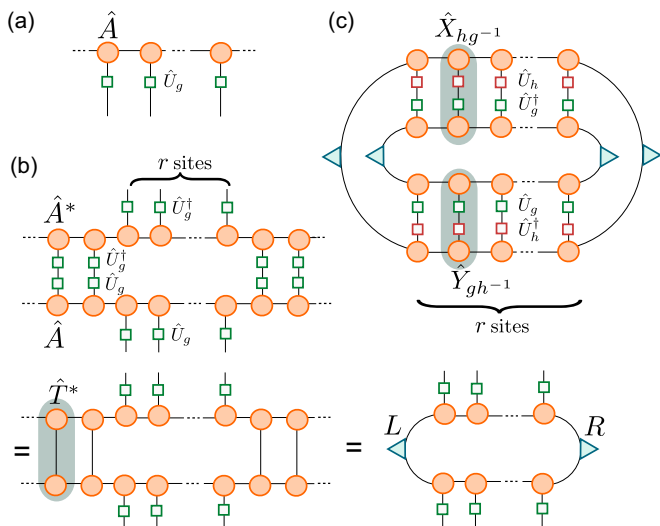 (a)
Â
Û_g
(b)
r sites
Â*
Û_g^†
Û_g^†
Û_g
Â
Û_g
T̂*
=
(c)
X̂_{hg^{-1}}
Û_h
Û_g^†
Û_g
Û_h^†
Ŷ_{gh^{-1}}
r sites
=
L
R